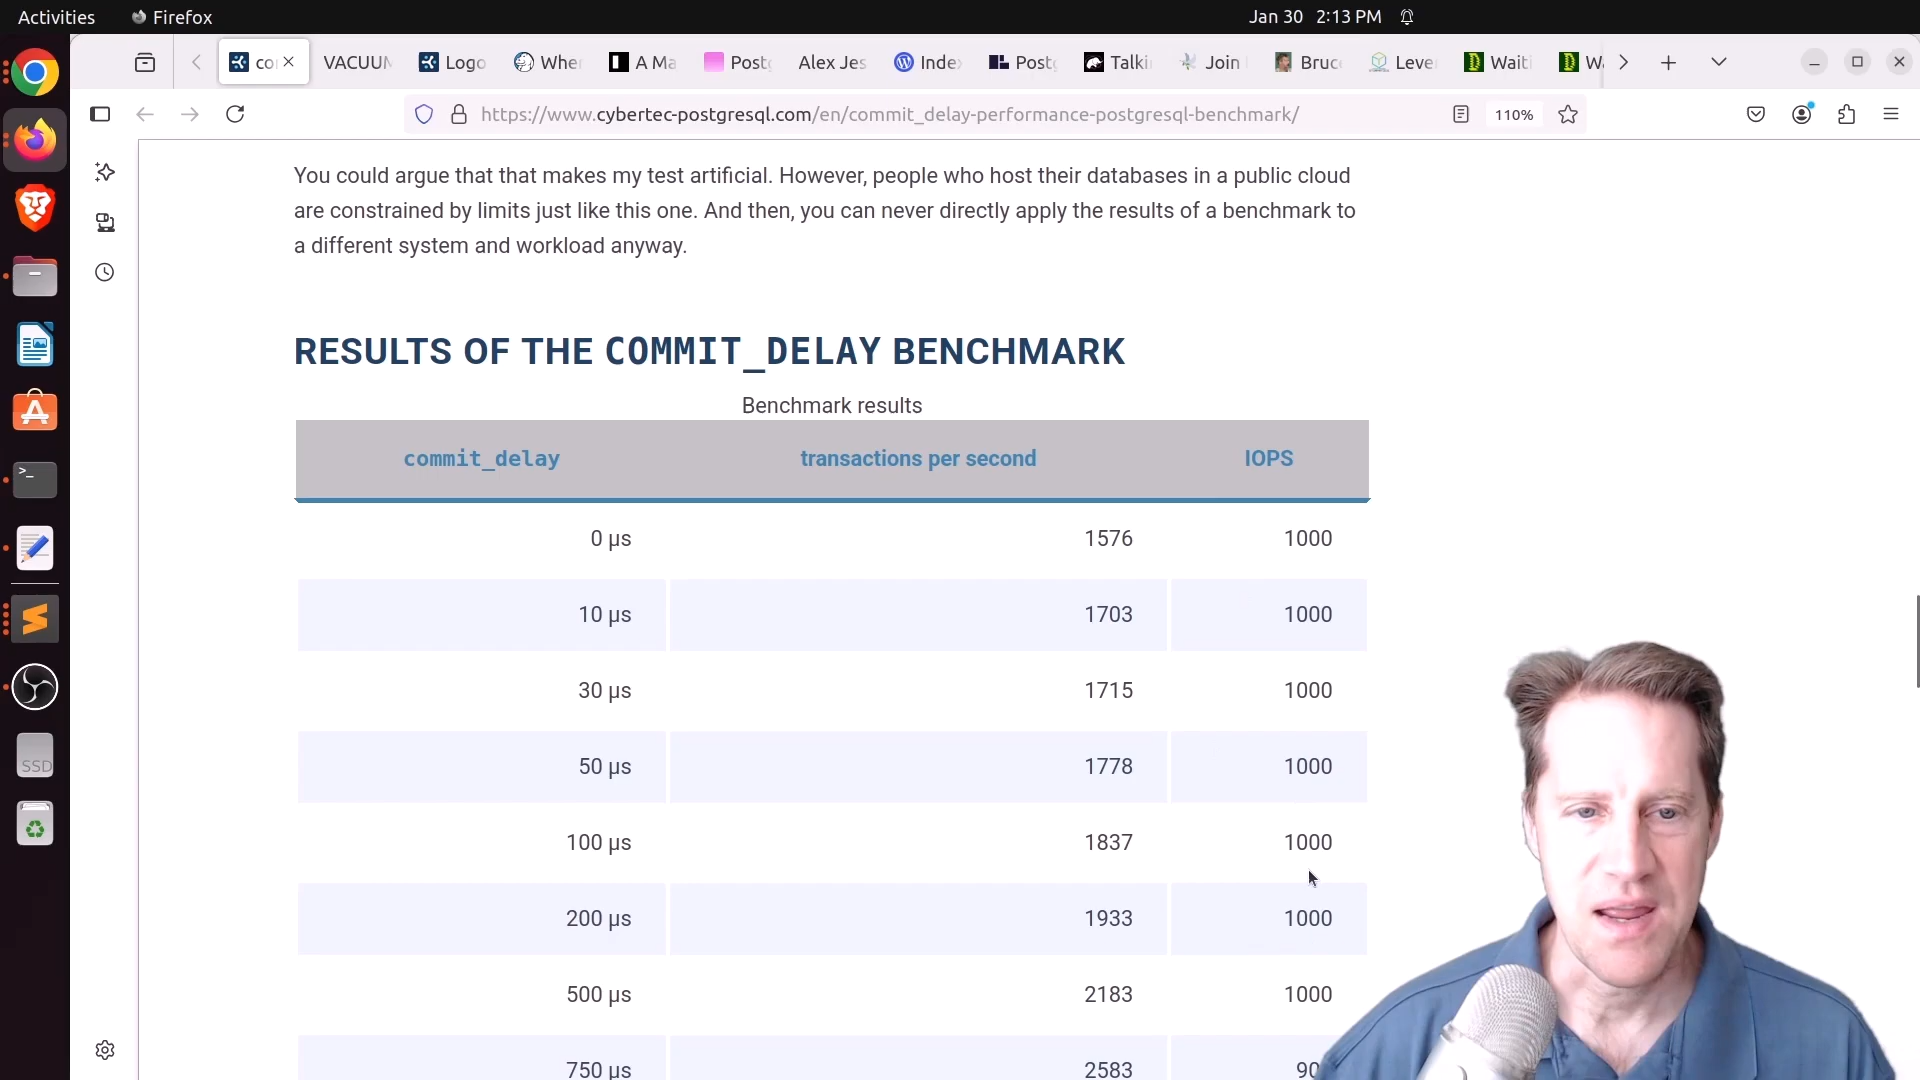 Activities
Firefox
Jan 30 2:13 PM
co
VACUUM
Logo
Whe
A Ma
Postg
Alex Jes
Inde
Postg
Talki
Join
Bruc
Leve
Waiti
Wa
https://www.cybertec-postgresql.com/en/commit_delay-performance-postgresql-benchmark/
110%
You could argue that that makes my test artificial. However, people who host their databases in a public cloud
are constrained by limits just like this one. And then, you can never directly apply the results of a benchmark to
a different system and workload anyway.
RESULTS OF THE COMMIT_DELAY BENCHMARK
Benchmark results
commit_delay transactions per second IOPS
0 µs 1576 1000
10 µs 1703 1000
30 µs 1715 1000
50 µs 1778 1000
100 µs 1837 1000
200 µs 1933 1000
500 µs 2183 1000
750 µs 2583 90
SSD